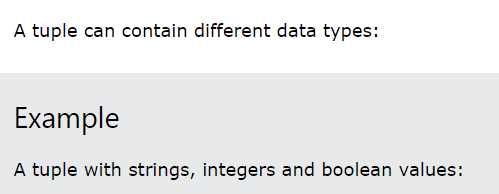 A tuple can contain different data types:
Example
A tuple with strings, integers and boolean values: